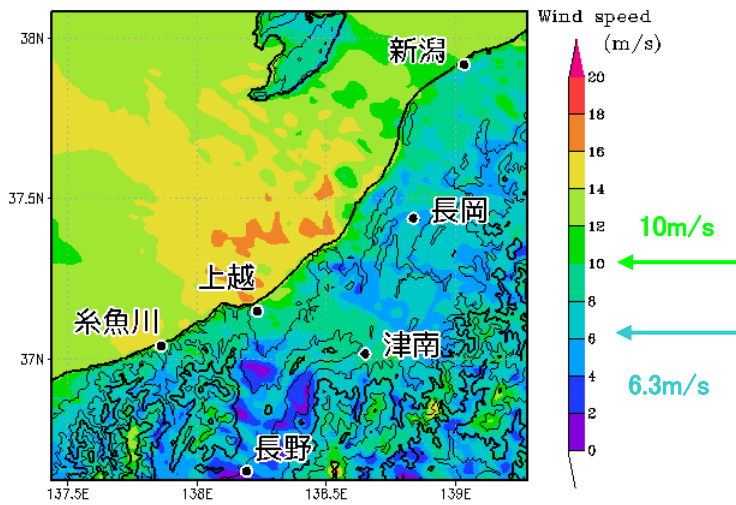 Wind speed
(m/s)
38N
新潟
20
18
16
14
12
10
8
6
4
2
0
37.5N
長岡
10m/s
上越
糸魚川
津南
37N
6.3m/s
長野
137.5E
138E
138.5E
139E